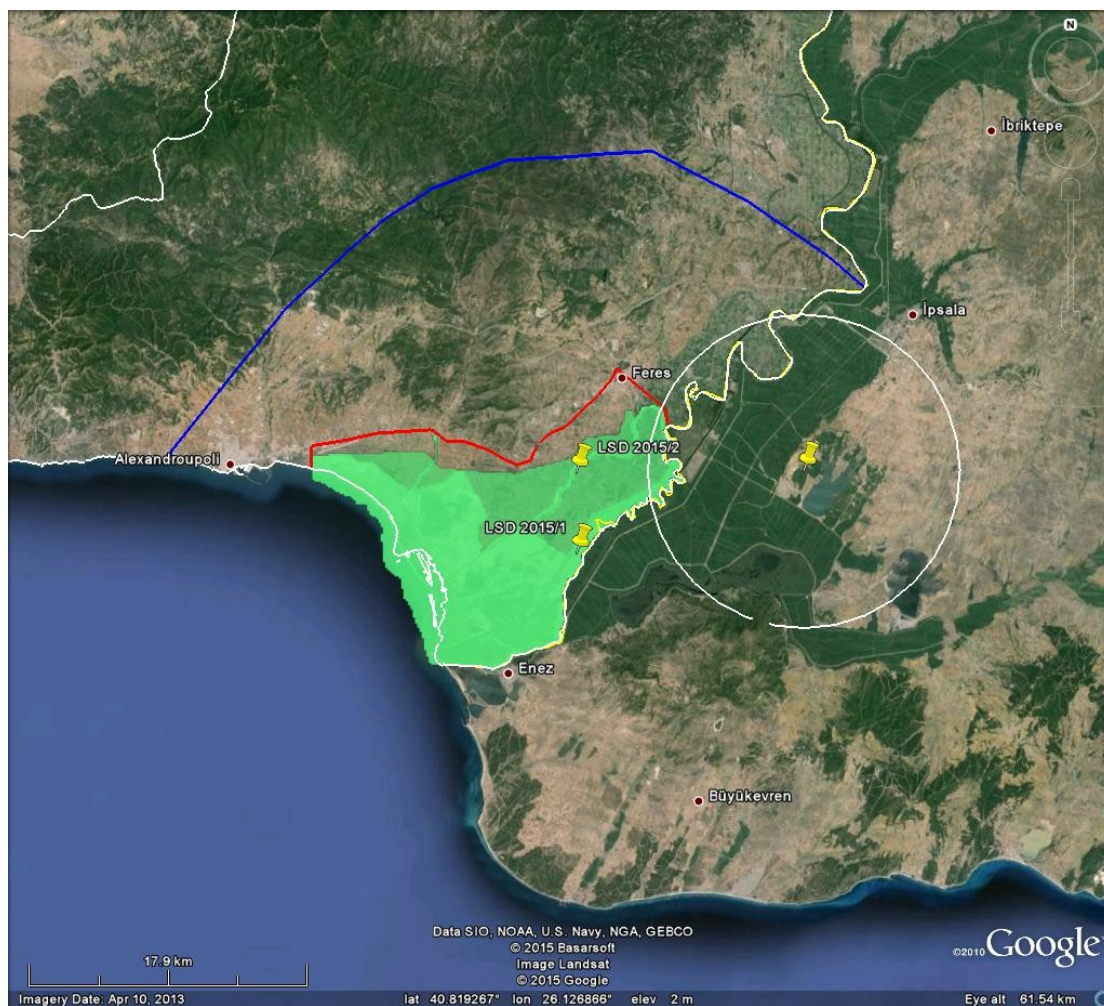 N
İbriktepe
İpsala
Feres
Alexandroupoli
LSD 2015/2
LSD 2015/1
Enez
Büyükevren
Data SIO, NOAA, U.S. Navy, NGA, GEBCO
© 2015 Basarsoft
Image Landsat
© 2015 Google
©2010 Google
17.9 km
Imagery Date: Apr 10, 2013 lat 40.819267° lon 26.126866° elev 2 m Eye alt 61.54 km